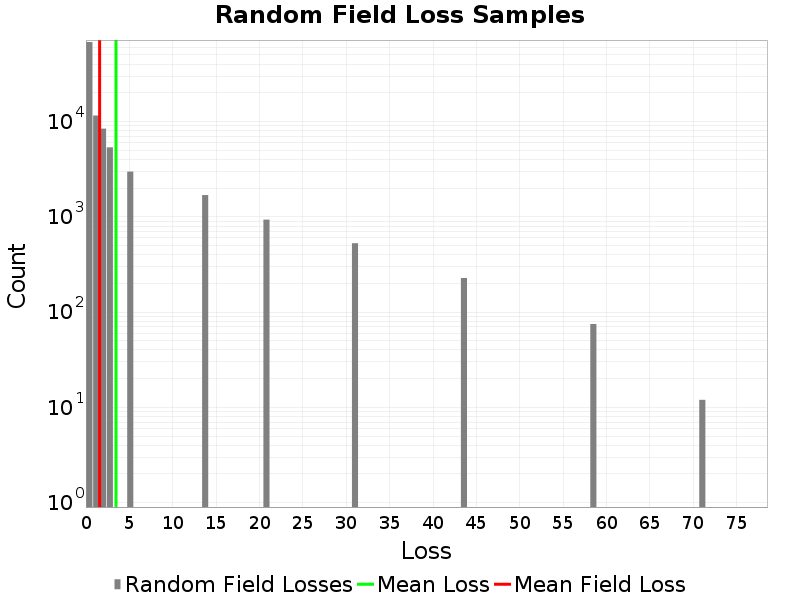 Random Field Loss Samples
Count
10^4
10^3
10^2
10^1
10^0
0 5 10 15 20 25 30 35 40 45 50 55 60 65 70 75
Loss
Random Field Losses Mean Loss Mean Field Loss